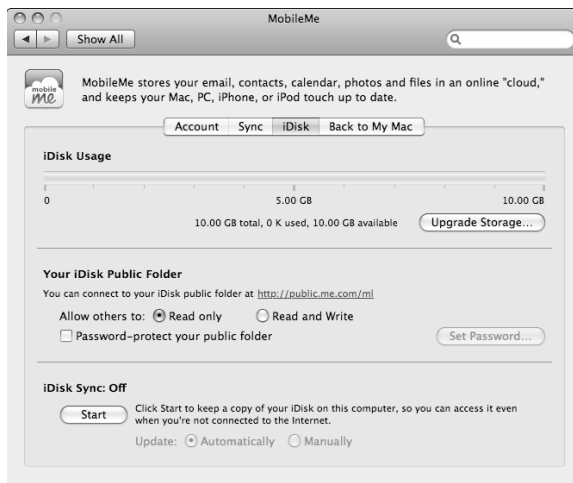 MobileMe
Show All
mobile
me
MobileMe stores your email, contacts, calendar, photos and files in an online "cloud,"
and keeps your Mac, PC, iPhone, or iPod touch up to date.
Account Sync iDisk Back to My Mac
iDisk Usage
0 5.00 GB 10.00 GB
10.00 GB total, 0 K used, 10.00 GB available Upgrade Storage...
Your iDisk Public Folder
You can connect to your iDisk public folder at http://public.me.com/ml
Allow others to: Read only Read and Write
Password-protect your public folder Set Password...
iDisk Sync: Off
Start Click Start to keep a copy of your iDisk on this computer, so you can access it even
when you're not connected to the Internet.
Update: Automatically Manually